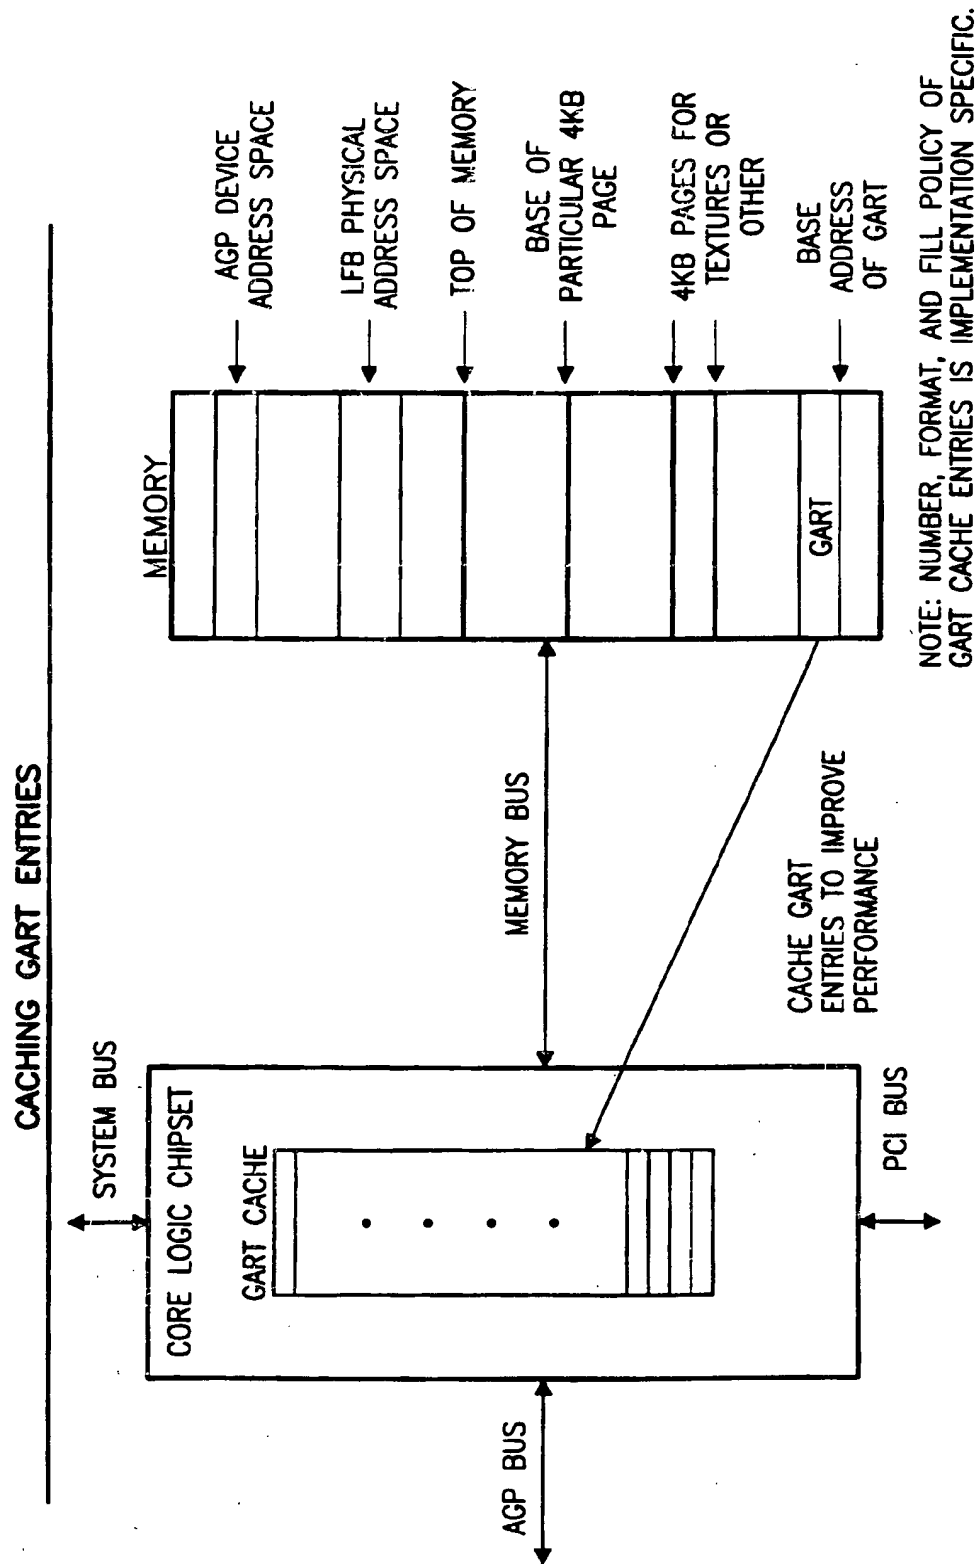 CACHING GART ENTRIES
SYSTEM BUS
CORE LOGIC CHIPSET
GART CACHE
AGP BUS
PCI BUS
MEMORY BUS
CACHE GART
ENTRIES TO IMPROVE
PERFORMANCE
MEMORY
GART
AGP DEVICE
ADDRESS SPACE
LFB PHYSICAL
ADDRESS SPACE
TOP OF MEMORY
BASE OF
PARTICULAR 4KB
PAGE
4KB PAGES FOR
TEXTURES OR
OTHER
BASE
ADDRESS
OF GART
NOTE: NUMBER, FORMAT, AND FILL POLICY OF
GART CACHE ENTRIES IS IMPLEMENTATION SPECIFIC.